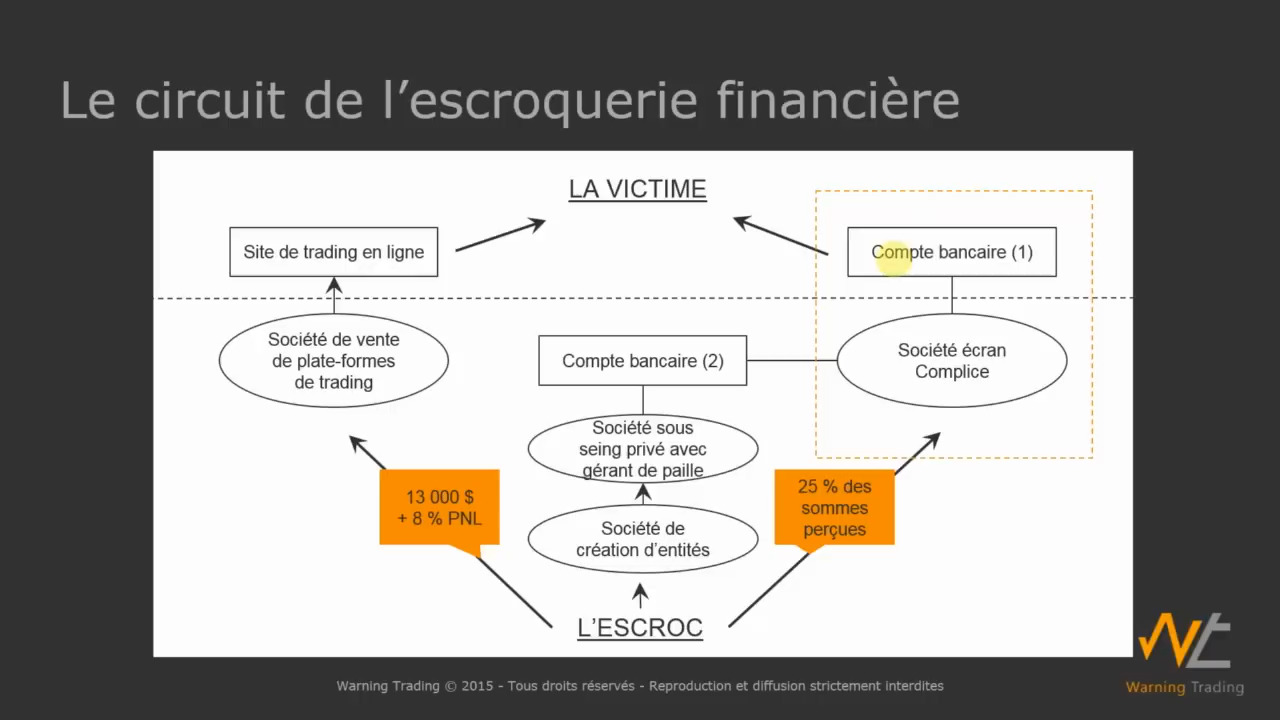 Le circuit de l’escroquerie financière
LA VICTIME
Site de trading en ligne
Compte bancaire (1)
Société de vente
de plate-formes
de trading
Compte bancaire (2)
Société écran
Complice
Société sous
seing privé avec
gérant de paille
13 000 $
+ 8 % PNL
25 % des
sommes
perçues
Société de
création d’entités
L’ESCROC
Warning Trading
Warning Trading © 2015 - Tous droits réservés - Reproduction et diffusion strictement interdites